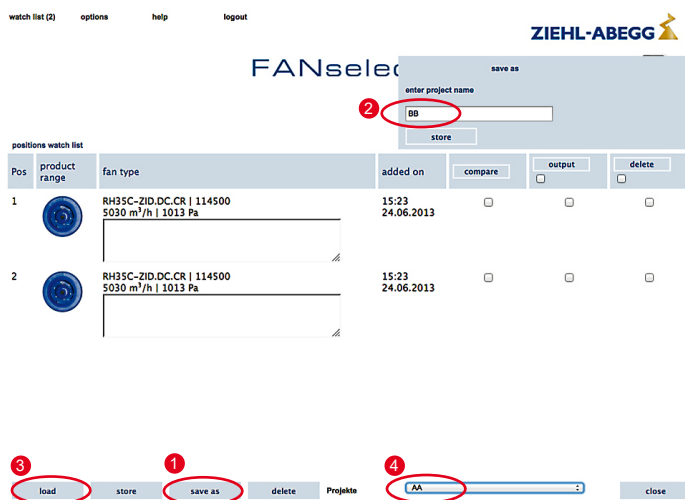 watch list (2) options help logout
ZIEHL-ABEGG
FANselec
save as
enter project name
2
BB
store
positions watch list
Pos product range fan type added on compare output delete
1 RH35C-ZID.DC.CR | 114500 15:23
5030 m³/h | 1013 Pa 24.06.2013
2 RH35C-ZID.DC.CR | 114500 15:23
5030 m³/h | 1013 Pa 24.06.2013
3 1 4
load store save as delete Projekte AA close